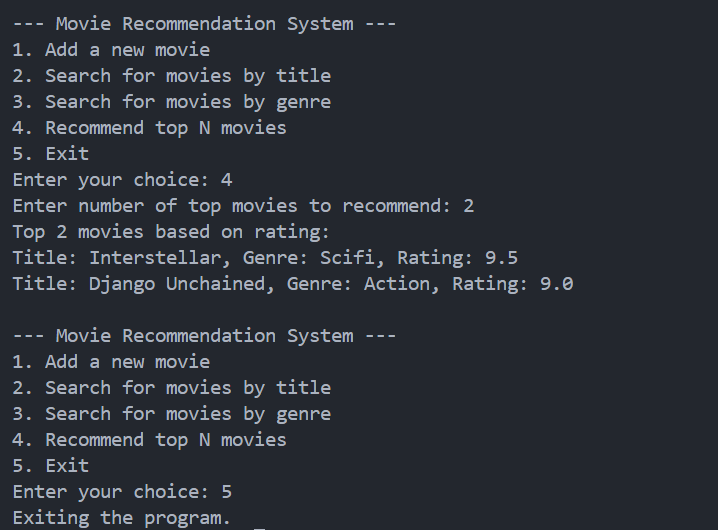 --- Movie Recommendation System ---
1. Add a new movie
2. Search for movies by title
3. Search for movies by genre
4. Recommend top N movies
5. Exit
Enter your choice: 4
Enter number of top movies to recommend: 2
Top 2 movies based on rating:
Title: Interstellar, Genre: Scifi, Rating: 9.5
Title: Django Unchained, Genre: Action, Rating: 9.0

--- Movie Recommendation System ---
1. Add a new movie
2. Search for movies by title
3. Search for movies by genre
4. Recommend top N movies
5. Exit
Enter your choice: 5
Exiting the program.